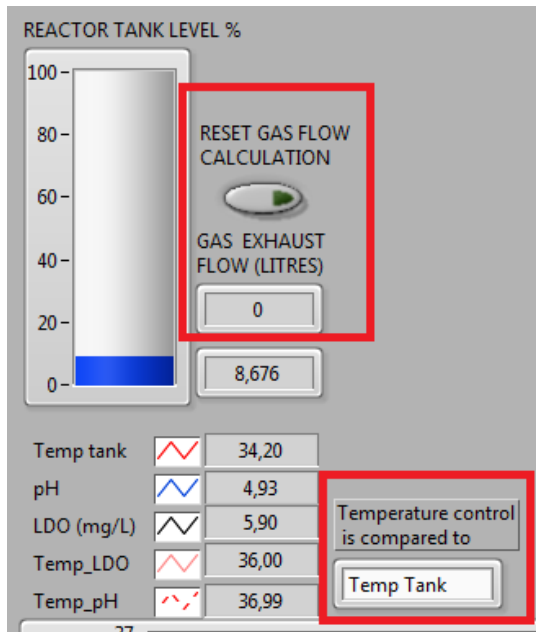 REACTOR TANK LEVEL %
100
80
60
40
20
0
RESET GAS FLOW
CALCULATION
GAS EXHAUST
FLOW (LITRES)
0
8,676
Temp tank 34,20
pH 4,93
LDO (mg/L) 5,90
Temp_LDO 36,00
Temp_pH 36,99
Temperature control
is compared to
Temp Tank